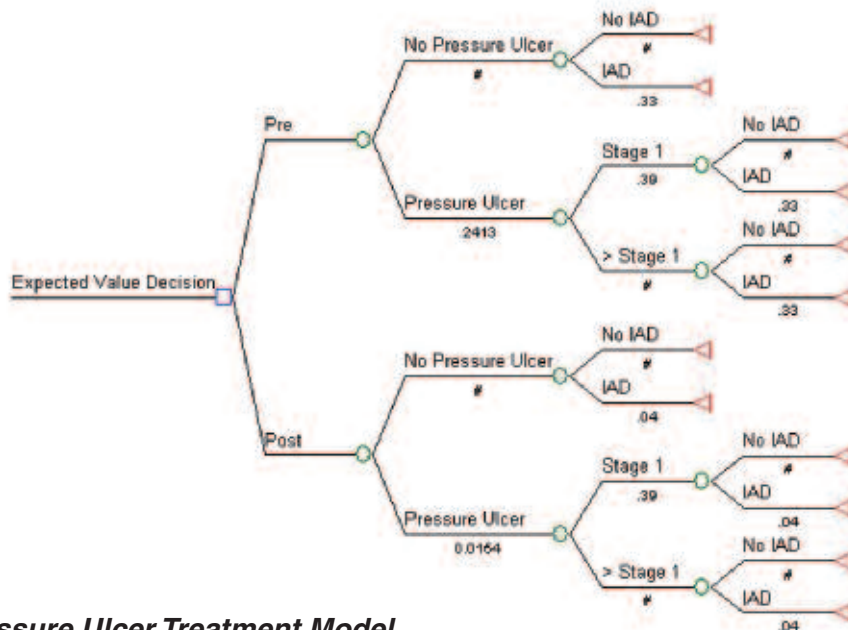 No IAD
#
No Pressure Ulcer
#
IAD
.33
Pre
No IAD
#
Stage 1
.39
IAD
.33
Pressure Ulcer
.2413
No IAD
#
> Stage 1
#
IAD
.33
Expected Value Decision
No IAD
#
No Pressure Ulcer
#
IAD
.04
Post
No IAD
#
Stage 1
.39
IAD
.04
Pressure Ulcer
0.0164
No IAD
#
> Stage 1
#
IAD
.04
ssure Ulcer Treatment Model